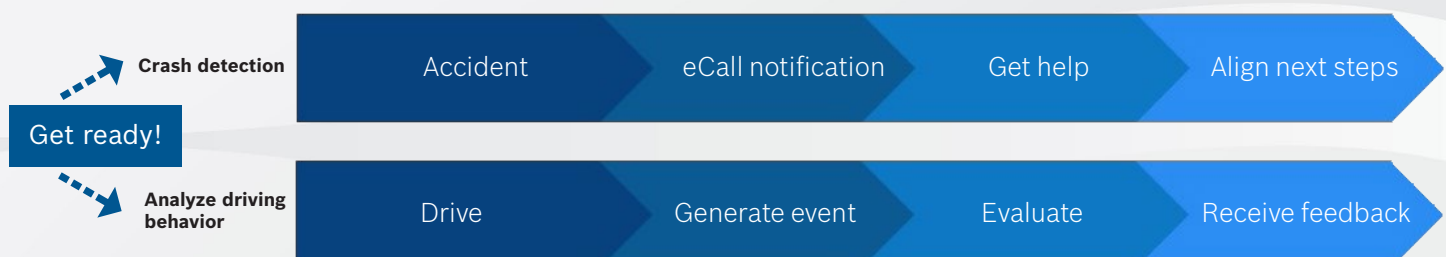 Crash detection
Accident
eCall notification
Get help
Align next steps
Get ready!
Analyze driving
behavior
Drive
Generate event
Evaluate
Receive feedback